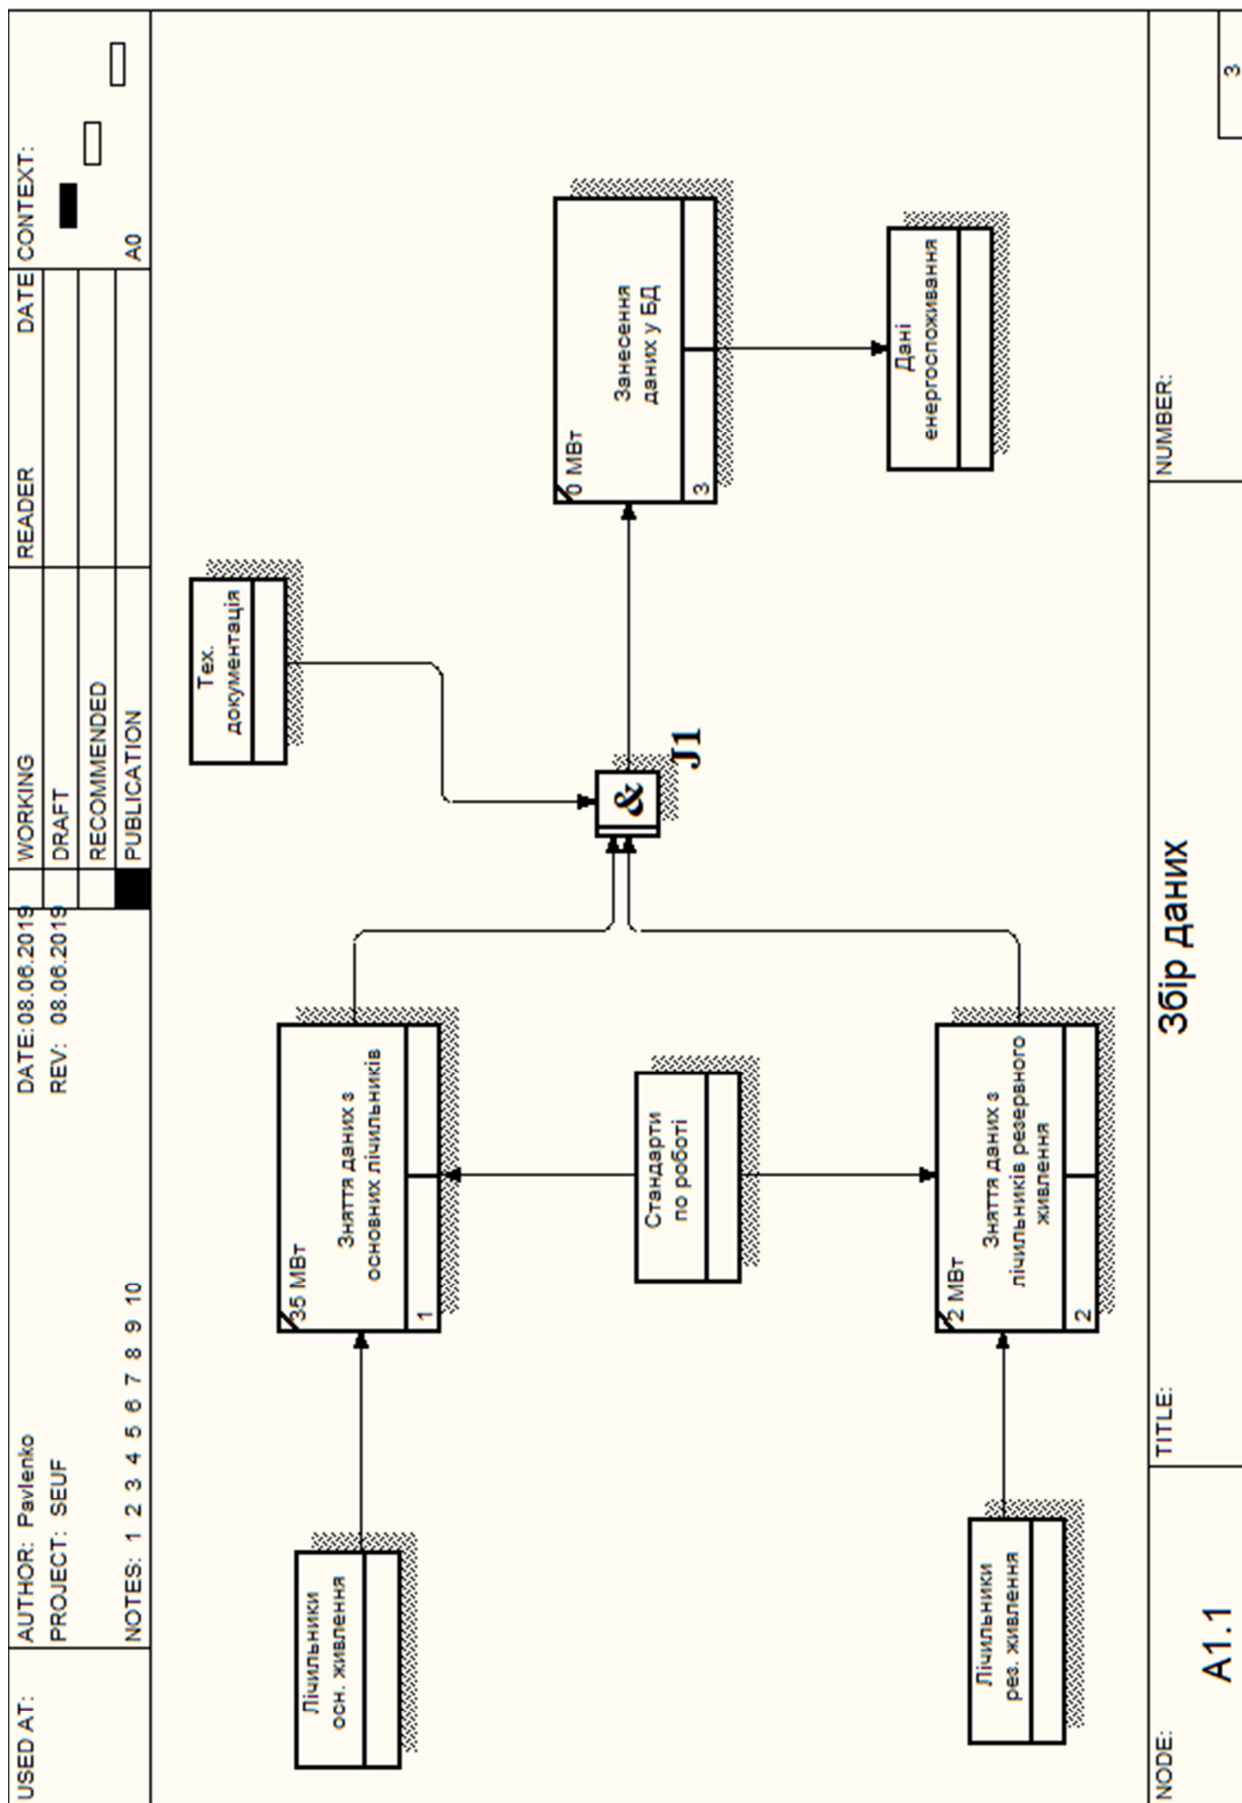 USED AT:
AUTHOR: Pavlenko
DATE:08.06.2019
WORKING
READER
DATE
CONTEXT:
PROJECT: SEUF
REV: 08.06.2019
DRAFT
RECOMMENDED
NOTES: 1 2 3 4 5 6 7 8 9 10
PUBLICATION
A0
Тех.
документація
35 МВт
Зняття даних з
основних лічильників
1
Лічильники
осн. живлення
0 МВт
Занесення
даних у БД
3
&
J1
Стандарти
по роботі
Дані
енергоспоживання
2 МВт
Зняття даних з
лічильників резервного
живлення
2
Лічильники
рез. живлення
NODE:
TITLE:
NUMBER:
A1.1
Збір даних
3